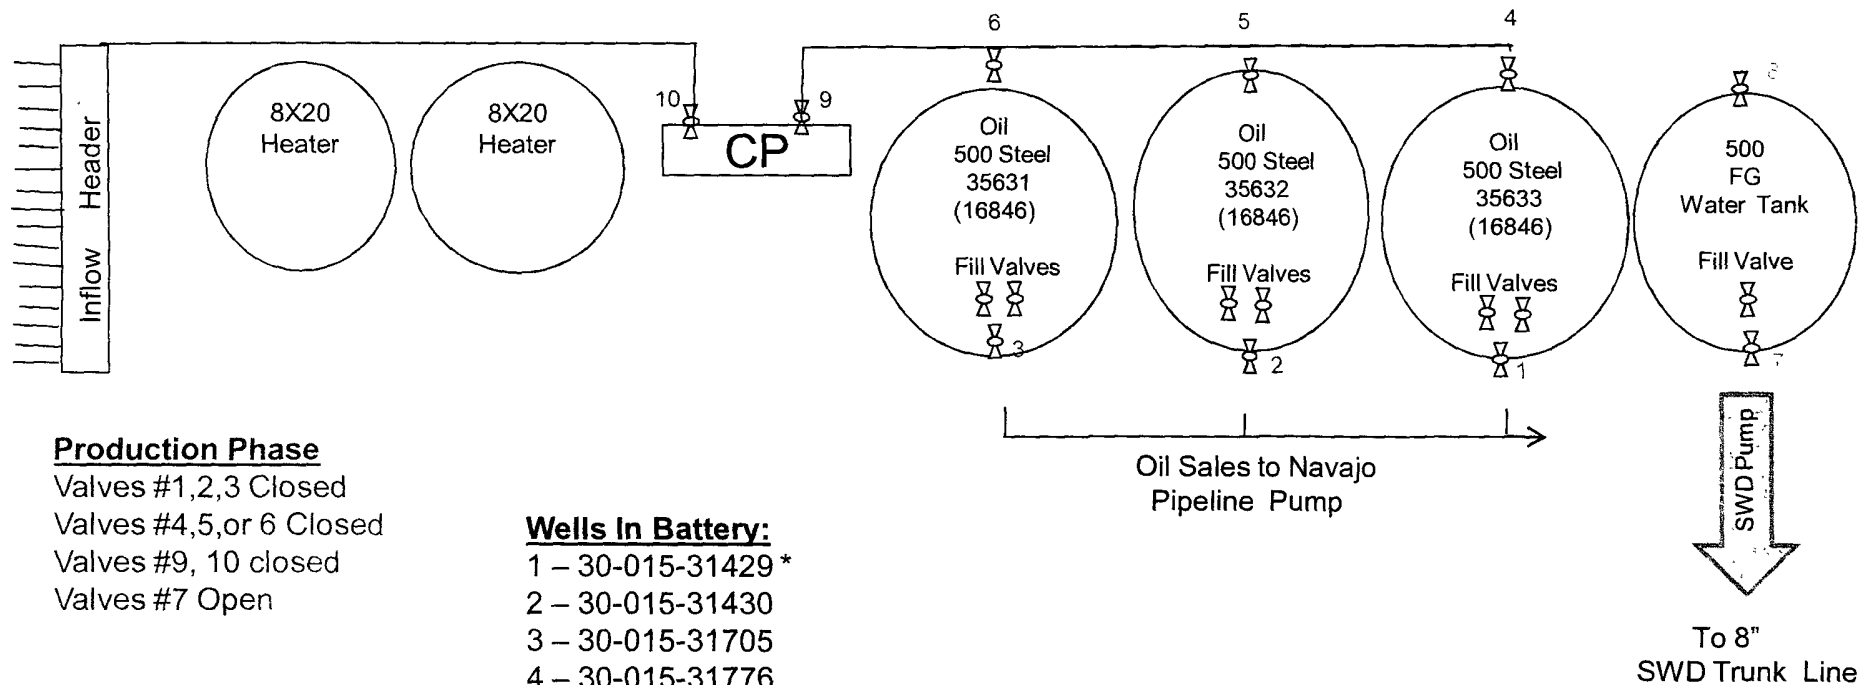 6
5
4
8
10
9
Inflow Header
8X20
Heater
8X20
Heater
CP
Oil
500 Steel
35631
(16846)
Fill Valves
3
Oil
500 Steel
35632
(16846)
Fill Valves
2
Oil
500 Steel
35633
(16846)
Fill Valves
1
500
FG
Water Tank
Fill Valve
7
Oil Sales to Navajo
Pipeline Pump
SWD Pump
To 8"
SWD Trunk Line
Production Phase
Valves #1,2,3 Closed
Valves #4,5,or 6 Closed
Valves #9, 10 closed
Valves #7 Open
Wells In Battery:
1 – 30-015-31429 *
2 – 30-015-31430
3 – 30-015-31705
4 – 30-015-31776